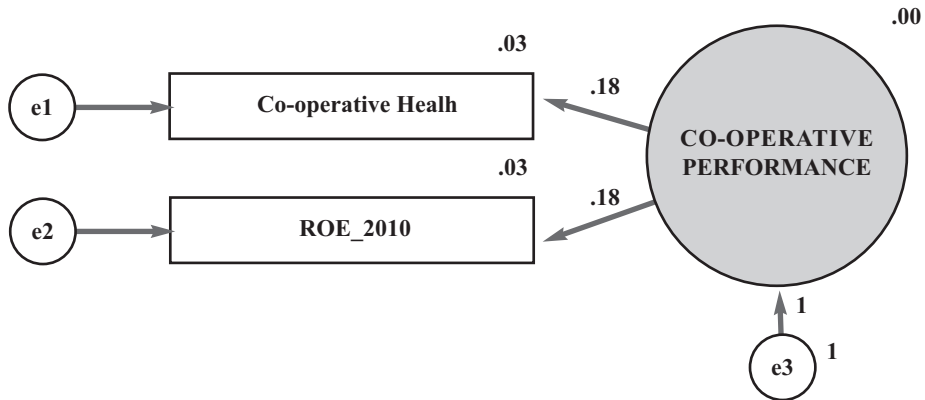 .00
.03
e1
Co-operative Healh
.18
CO-OPERATIVE
PERFORMANCE
.03
e2
ROE_2010
.18
1
e3
1